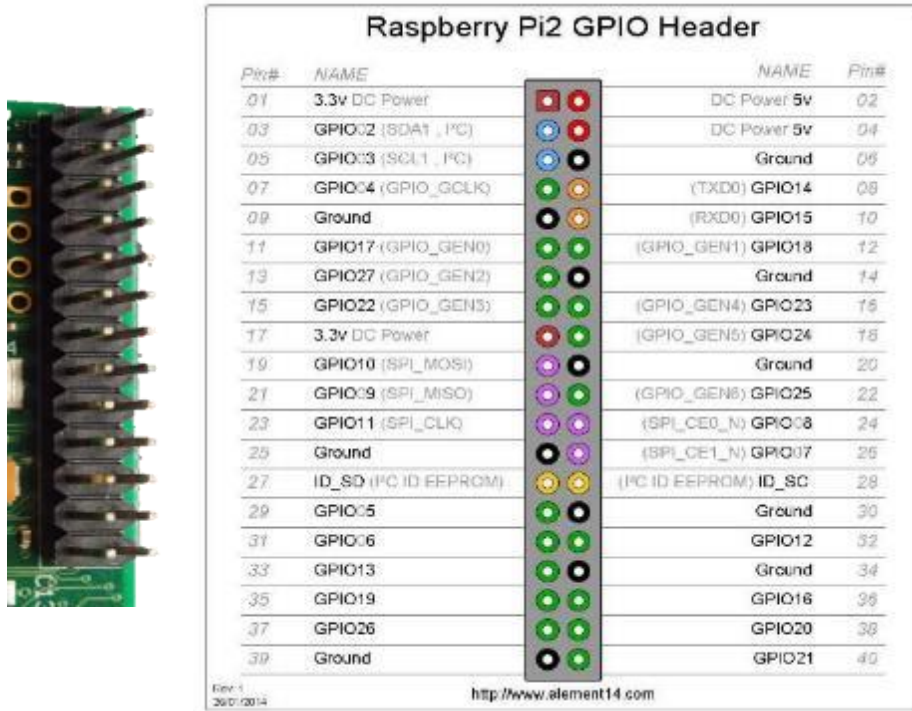 Raspberry Pi2 GPIO Header
Pin# NAME NAME Pin#
01 3.3v DC Power DC Power 5v 02
03 GPIO02 (SDA1 , I²C) DC Power 5v 04
05 GPIO03 (SCL1 , I²C) Ground 06
07 GPIO04 (GPIO_GCLK) (TXD0) GPIO14 08
09 Ground (RXD0) GPIO15 10
11 GPIO17 (GPIO_GEN0) (GPIO_GEN1) GPIO18 12
13 GPIO27 (GPIO_GEN2) Ground 14
15 GPIO22 (GPIO_GEN3) (GPIO_GEN4) GPIO23 16
17 3.3v DC Power (GPIO_GEN5) GPIO24 18
19 GPIO10 (SPI_MOSI) Ground 20
21 GPIO09 (SPI_MISO) (GPIO_GEN6) GPIO25 22
23 GPIO11 (SPI_CLK) (SPI_CE0_N) GPIO08 24
25 Ground (SPI_CE1_N) GPIO07 26
27 ID_SD (I²C ID EEPROM) (I²C ID EEPROM) ID_SC 28
29 GPIO05 Ground 30
31 GPIO06 GPIO12 32
33 GPIO13 Ground 34
35 GPIO19 GPIO16 36
37 GPIO26 GPIO20 38
39 Ground GPIO21 40
Rev. 1
26/01/2014 http://www.element14.com